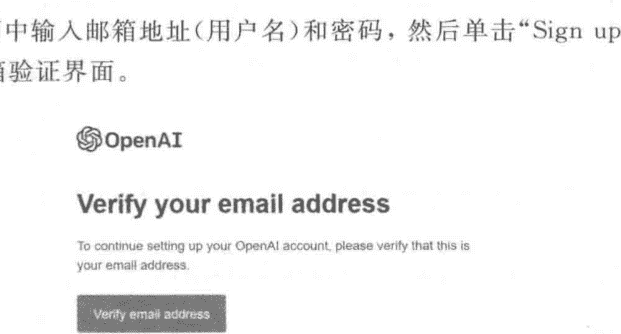 中输入邮箱地址(用户名)和密码，然后单击“Sign up
验证界面。
OpenAI
Verify your email address
To continue setting up your OpenAI account, please verify that this is
your email address.
Verify email address